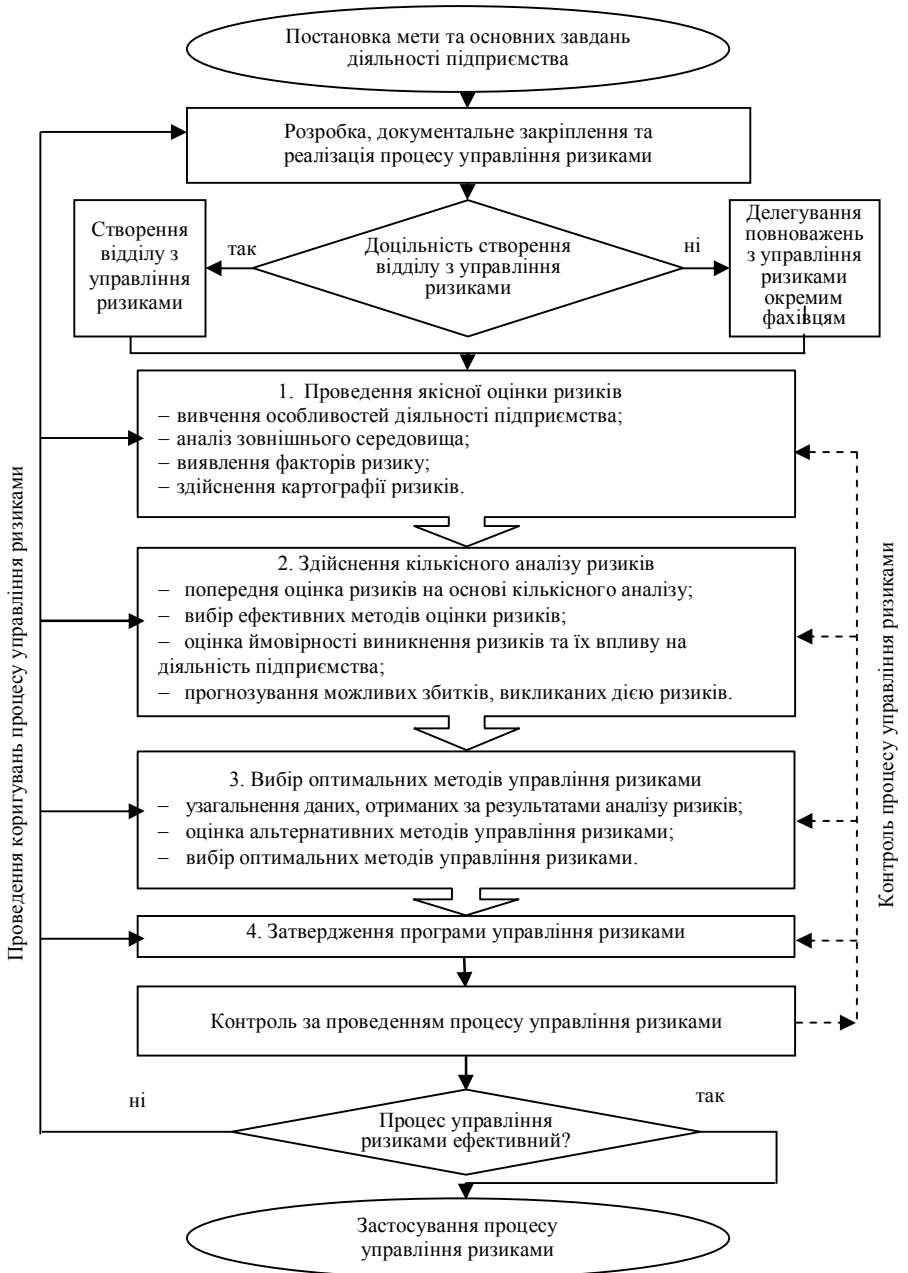 Постановка мети та основних завдань
діяльності підприємства
Розробка, документальне закріплення та
реалізація процесу управління ризиками
Створення
відділу з
управління
ризиками
так
Доцільність створення
відділу з управління
ризиками
ні
Делегування
повноважень
з управління
ризиками
окремим
фахівцям
1. Проведення якісної оцінки ризиків
– вивчення особливостей діяльності підприємства;
– аналіз зовнішнього середовища;
– виявлення факторів ризику;
– здійснення картографії ризиків.
2. Здійснення кількісного аналізу ризиків
– попередня оцінка ризиків на основі кількісного аналізу;
– вибір ефективних методів оцінки ризиків;
– оцінка ймовірності виникнення ризиків та їх впливу на
діяльність підприємства;
– прогнозування можливих збитків, викликаних дією ризиків.
3. Вибір оптимальних методів управління ризиками
– узагальнення даних, отриманих за результатами аналізу ризиків;
– оцінка альтернативних методів управління ризиками;
– вибір оптимальних методів управління ризиками.
4. Затвердження програми управління ризиками
Контроль за проведенням процесу управління ризиками
ні
Процес управління
ризиками ефективний?
так
Застосування процесу
управління ризиками
Проведення коригувань процесу управління ризиками
Контроль процесу управління ризиками